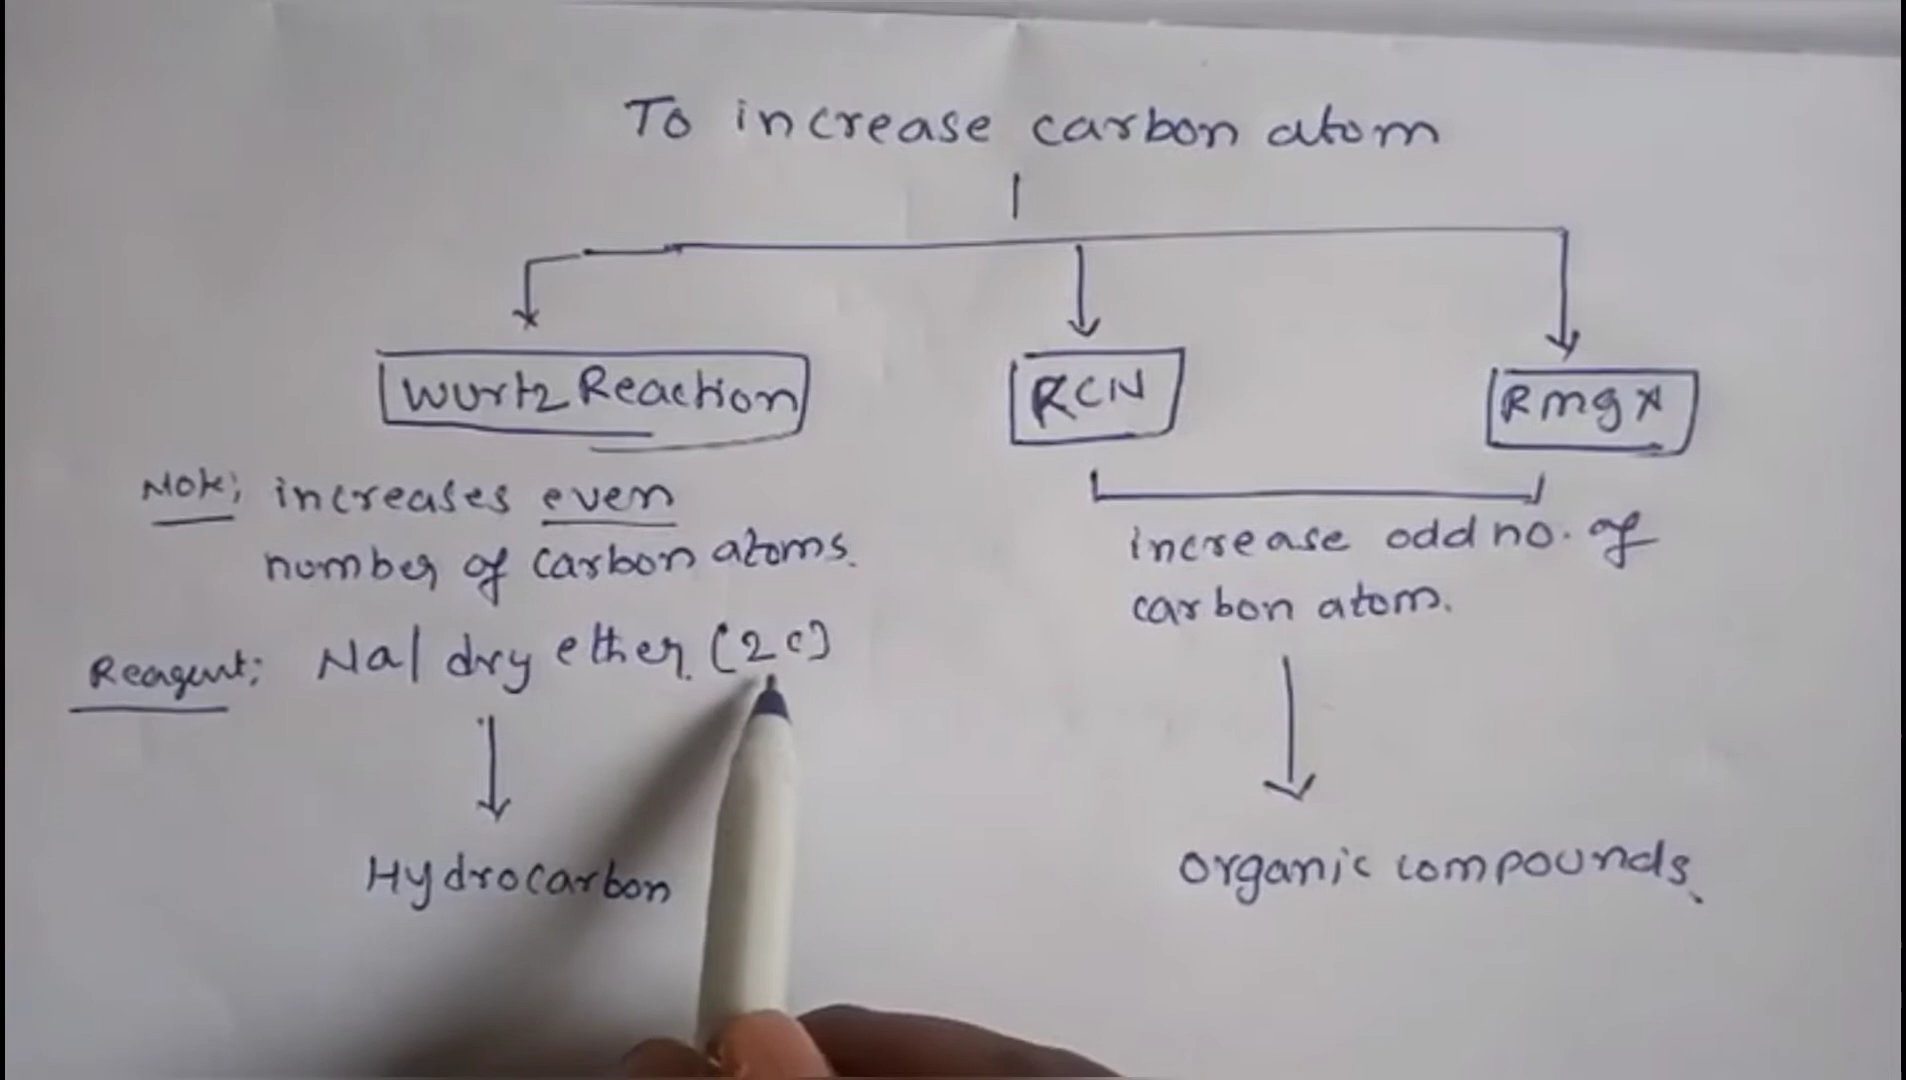 To increase carbon atom
Wurtz Reaction
RCN
RmgX
Note; increases even
number of carbon atoms.
Reagent; Na/ dry ether. (2C)
Hydrocarbon
increase odd no. of
carbon atom.
organic compounds.